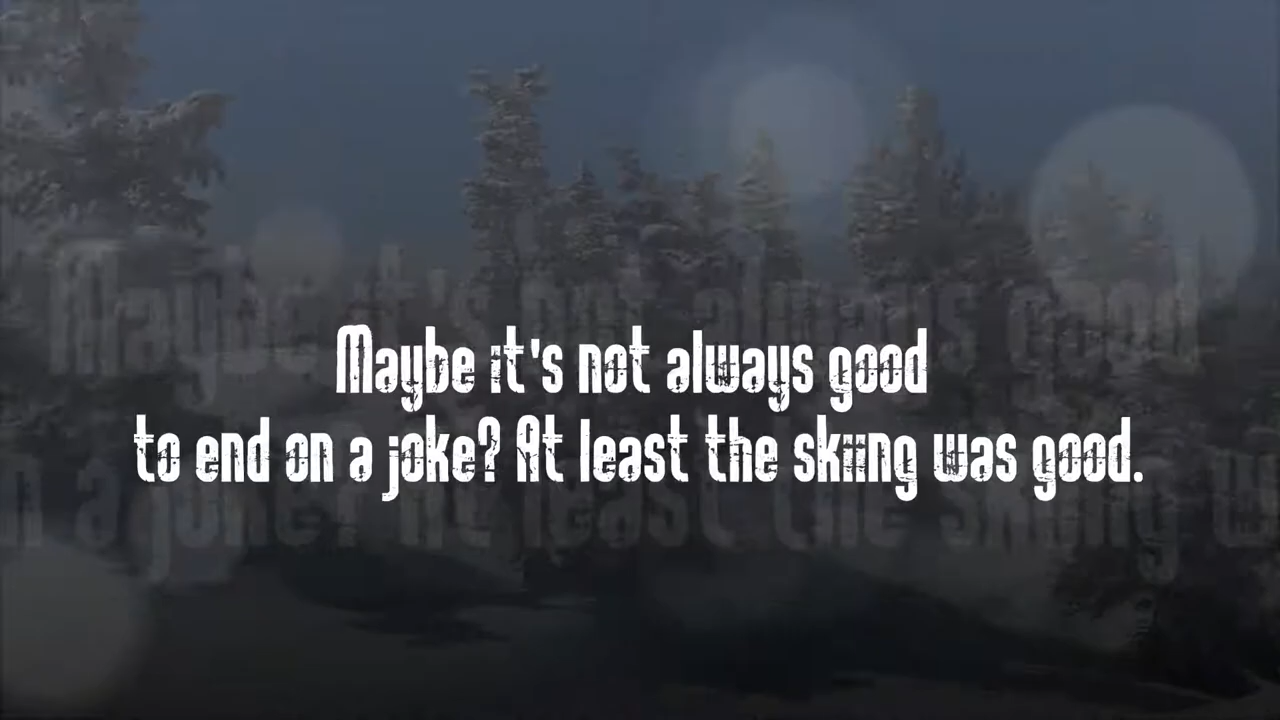 Maybe it's not always good
to end on a joke? At least the skiing was good.